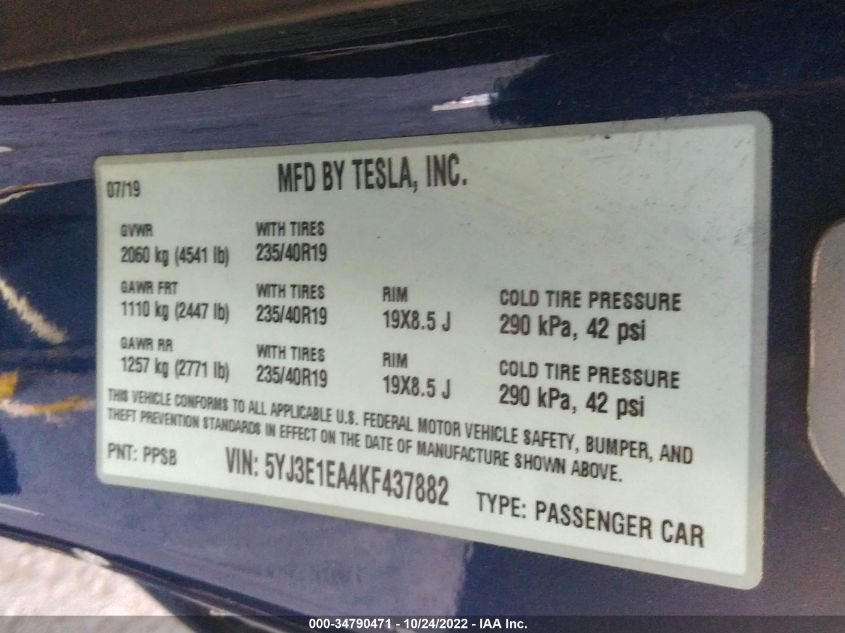 07/19
MFD BY TESLA, INC.
GVWR WITH TIRES
2060 kg (4541 lb) 235/40R19
GAWR FRT WITH TIRES RIM COLD TIRE PRESSURE
1110 kg (2447 lb) 235/40R19 19X8.5 J 290 kPa, 42 psi
GAWR RR WITH TIRES RIM COLD TIRE PRESSURE
1257 kg (2771 lb) 235/40R19 19X8.5 J 290 kPa, 42 psi
THIS VEHICLE CONFORMS TO ALL APPLICABLE U.S. FEDERAL MOTOR VEHICLE SAFETY, BUMPER, AND
THEFT PREVENTION STANDARDS IN EFFECT ON THE DATE OF MANUFACTURE SHOWN ABOVE.
PNT: PPSB VIN: 5YJ3E1EA4KF437882 TYPE: PASSENGER CAR
000-34790471 - 10/24/2022 - IAA Inc.